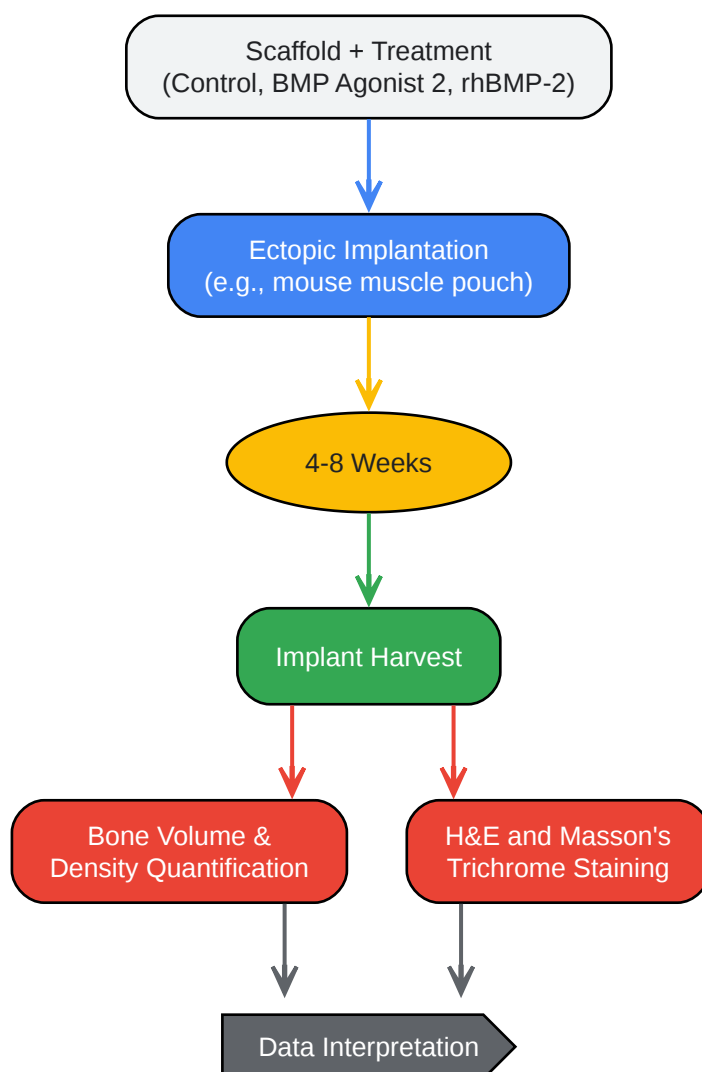 Scaffold + Treatment
(Control, BMP Agonist 2, rhBMP-2)
Ectopic Implantation
(e.g., mouse muscle pouch)
4-8 Weeks
Implant Harvest
Bone Volume &
Density Quantification
H&E and Masson's
Trichrome Staining
Data Interpretation